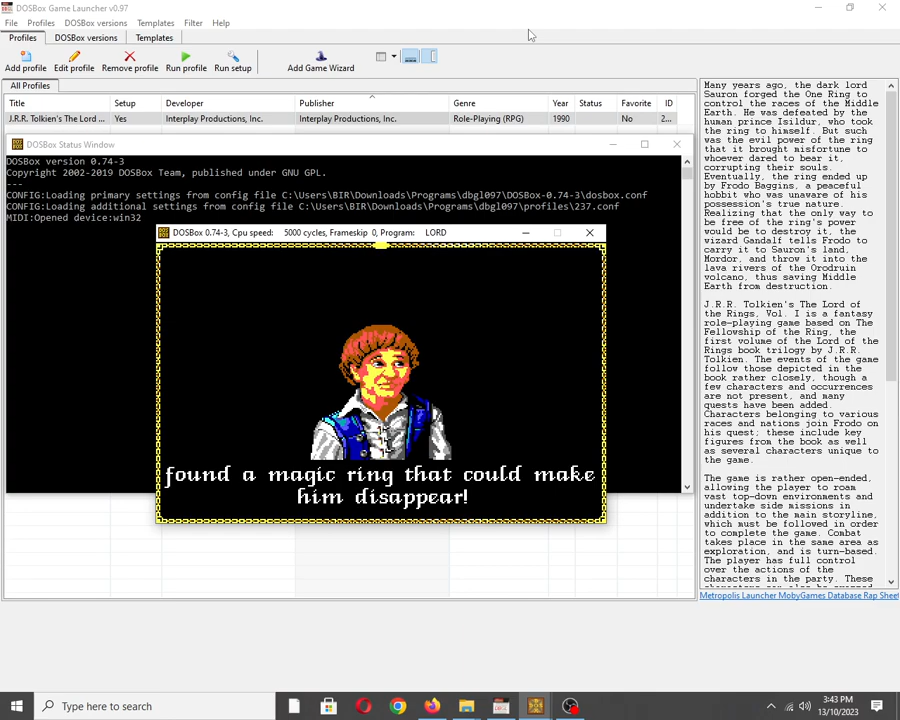 DOSBox Game Launcher v0.97
File Profiles DOSBox versions Templates Filter Help
Profiles DOSBox versions Templates
Add profile Edit profile Remove profile Run profile Run setup Add Game Wizard
All Profiles
Title Setup Developer Publisher Genre Year Status Favorite ID
J.R.R. Tolkien's The Lord ... Yes Interplay Productions, Inc. Interplay Productions, Inc. Role-Playing (RPG) 1990 No 2...
DOSBox Status Window
DOSBox version 0.74-3
Copyright 2002-2019 DOSBox Team, published under GNU GPL.
---
CONFIG:Loading primary settings from config file C:\Users\BIR\Downloads\Programs\dbgl097\DOSBox-0.74-3\dosbox.conf
CONFIG:Loading additional settings from config file C:\Users\BIR\Downloads\Programs\dbgl097\profiles\237.conf
MIDI:Opened device:win32
DOSBox 0.74-3, Cpu speed: 5000 cycles, Frameskip 0, Program: LORD
found a magic ring that could make
him disappear!
Many years ago, the dark lord
Sauron forged the One Ring to
control the races of the Middle
Earth. He was defeated by the
human prince Isildur, who took
the ring to himself. But such
was the evil power of the ring
that it brought misfortune to
whoever dared to bear it,
corrupting their souls.
Eventually, the ring ended up
by Frodo Baggins, a peaceful
hobbit who was unaware of his
possession's true nature.
Realizing that the only way to
be free of the ring's power
would be to destroy it, the
wizard Gandalf tells Frodo to
carry it to Sauron's land,
Mordor, and throw it into the
lava rivers of the Orodruin
volcano, thus saving Middle
Earth from destruction.
J.R.R. Tolkien's The Lord of
the Rings, Vol. I is a fantasy
role-playing game based on The
Fellowship of the Ring, the
first volume of the Lord of the
Rings book trilogy by J.R.R.
Tolkien. The events of the game
follow those depicted in the
book rather closely, though a
few characters and occurrences
are not present, and many
quests have been added.
Characters belonging to various
races and nations join Frodo on
his quest; these include key
figures from the book as well
as several characters unique to
the game.
The game is rather open-ended,
allowing the player to roam
vast top-down environments and
undertake side missions in
addition to the main storyline,
which must be followed in order
to complete the game. Combat
takes place in the same area as
exploration, and is turn-based.
The player has full control
over the actions of the
characters in the party. These
Metropolis Launcher MobyGames Database Rap Sheet
Type here to search
3:43 PM
13/10/2023